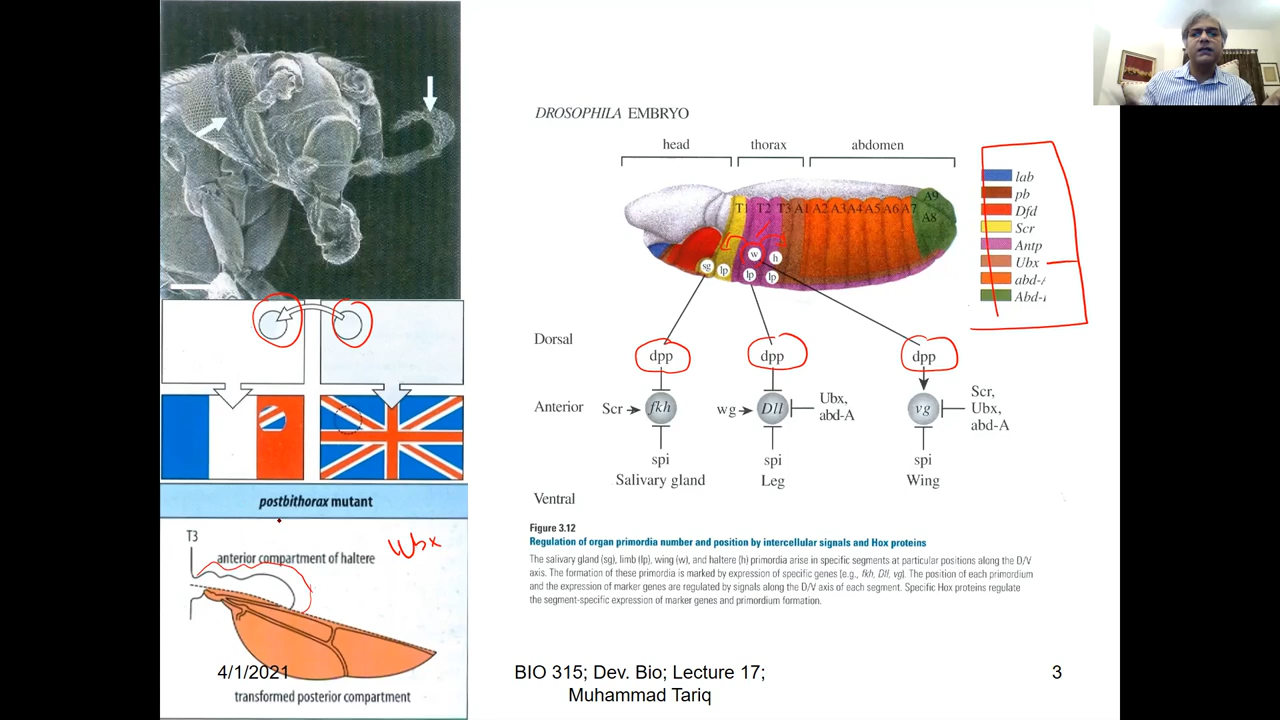 DROSOPHILA EMBRYO
head thorax abdomen
T1 T2 T3 A1 A2 A3 A4 A5 A6 A7 A8 A9
sg lp w h
lp lp
lab
pb
Dfd
Scr
Antp
Ubx
abd-A
Dorsal
dpp dpp dpp
Anterior Scr fkh wg Dll Ubx, abd-A vg Scr, Ubx, abd-A
spi spi spi
Salivary gland Leg Wing
Ventral
Figure 3.12
Regulation of organ primordia number and position by intercellular signals and Hox proteins
The salivary gland (sg), limb (lp), wing (w), and haltere (h) primordia arise in specific segments at particular positions along the D/V
axis. The formation of these primordia is marked by expression of specific genes (e.g., fkh, Dll, vg). The position of each primordium
and the expression of marker genes are regulated by signals along the D/V axis of each segment. Specific Hox proteins regulate
the segment-specific expression of marker genes and primordium formation.
postbithorax mutant
T3
anterior compartment of haltere
Ubx
transformed posterior compartment
4/1/2021
BIO 315; Dev. Bio; Lecture 17;
Muhammad Tariq
3